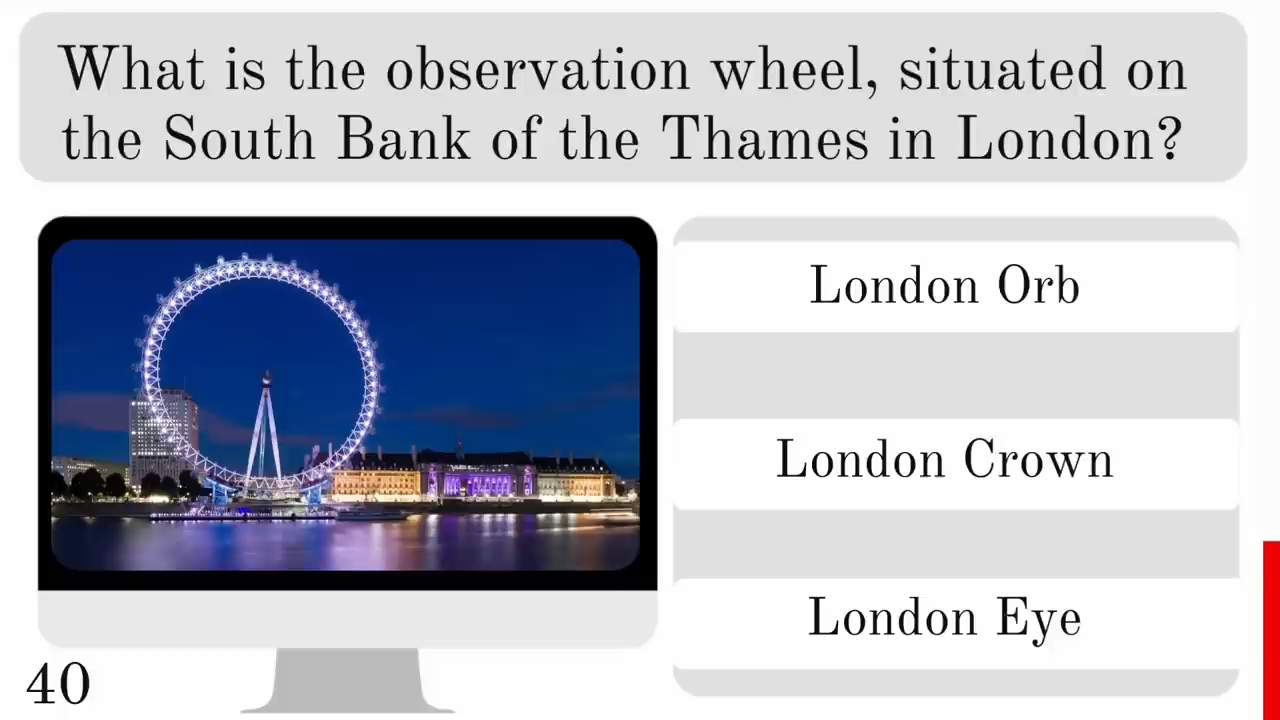 What is the observation wheel, situated on
the South Bank of the Thames in London?
London Orb
London Crown
London Eye
40